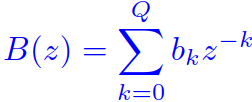 B(z) = \sum_{k=0}^{Q} b_k z^{-k}